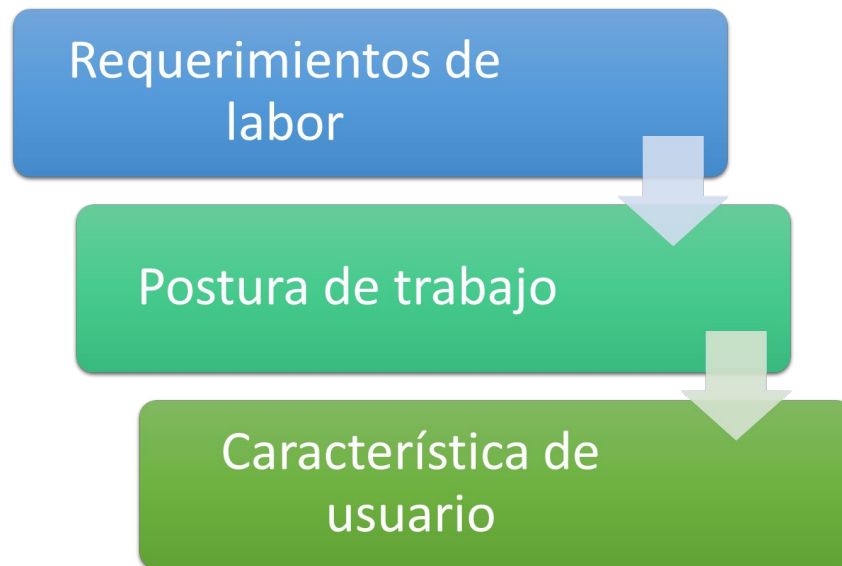 Requerimientos de
labor
Postura de trabajo
Característica de
usuario